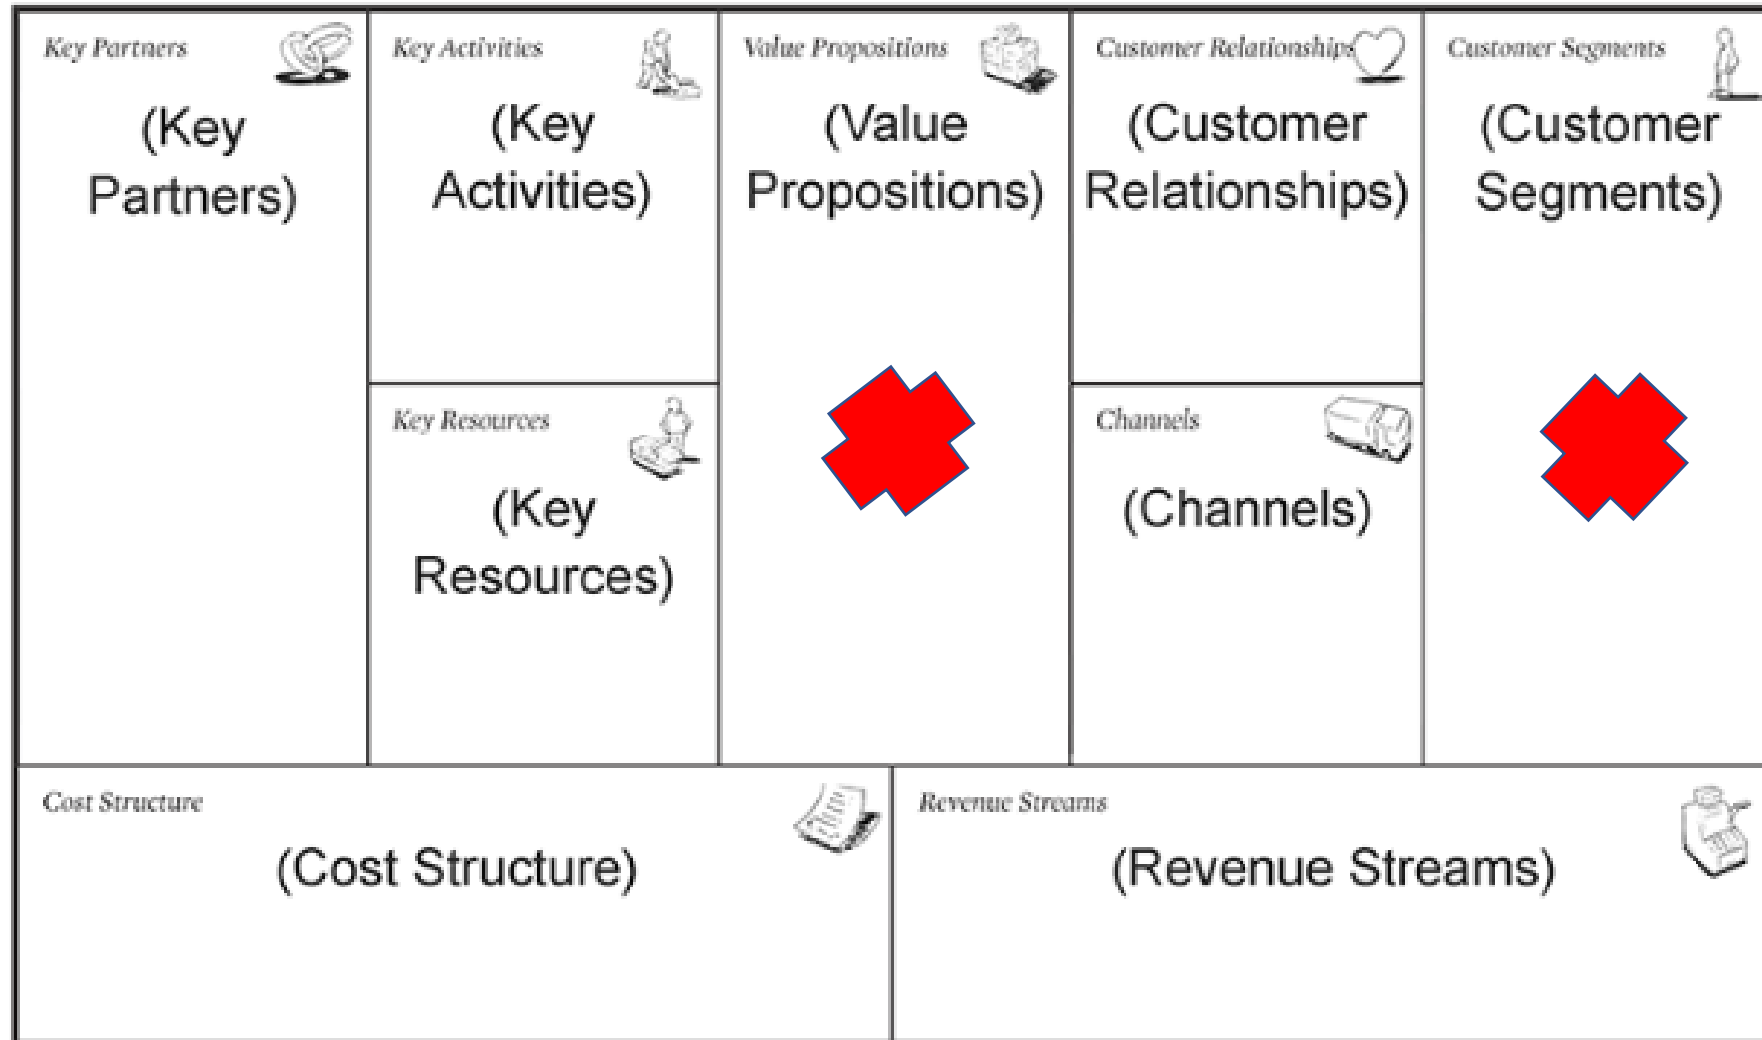 Key Partners
(Key
Partners)
Key Activities
(Key
Activities)
Key Resources
(Key
Resources)
Value Propositions
(Value
Propositions)
Customer Relationships
(Customer
Relationships)
Channels
(Channels)
Customer Segments
(Customer
Segments)
Cost Structure
(Cost Structure)
Revenue Streams
(Revenue Streams)